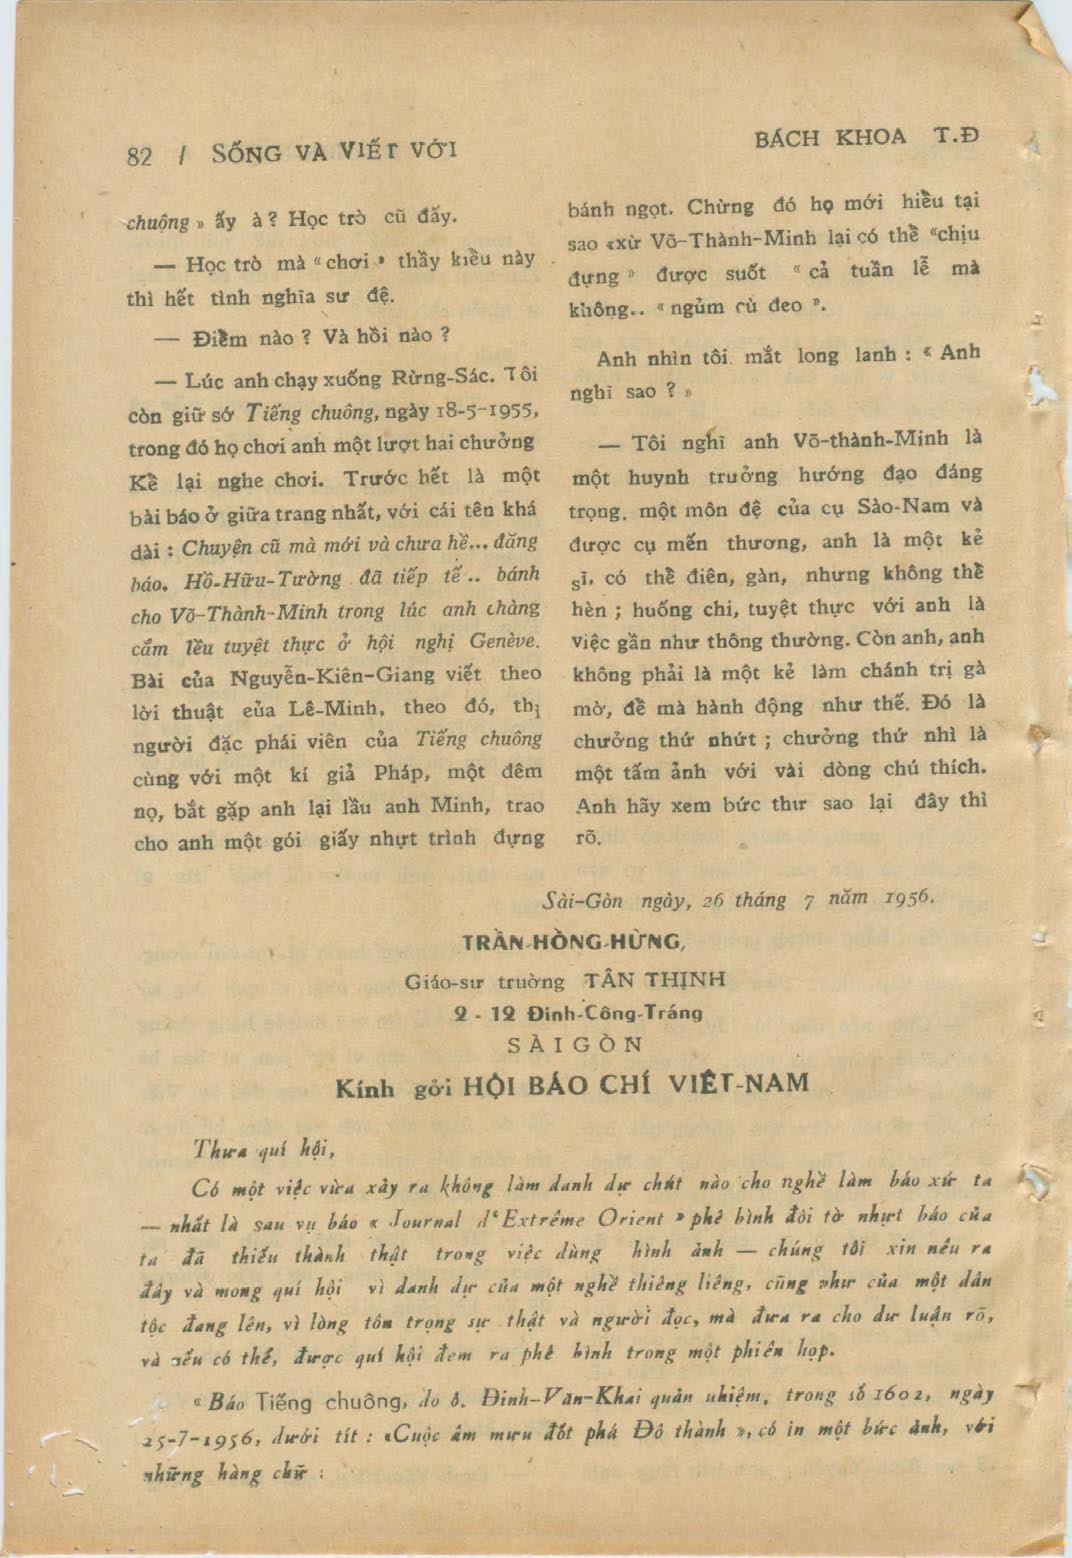 82 / SỐNG VÀ VIẾT VỚI
BÁCH KHOA T.Đ
chuộng » ấy à ? Học trò cũ đấy.
— Học trò mà « chơi » thầy kiểu này
thì hết tình nghĩa sư đệ.
— Điểm nào ? Và hồi nào ?
— Lúc anh chạy xuống Rừng-Sác. Tôi
còn giữ số Tiếng chuông, ngày 18-5-1955,
trong đó họ chơi anh một lượt hai chưởng
Kể lại nghe chơi. Trước hết là một
bài báo ở giữa trang nhất, với cái tên khá
dài : Chuyện cũ mà mới và chưa hề... đăng
báo. Hồ-Hữu-Tường đã tiếp tế .. bánh
cho Võ-Thành-Minh trong lúc anh chàng
cắm lều tuyệt thực ở hội nghị Genève.
Bài của Nguyễn-Kiên-Giang viết theo
lời thuật của Lê-Minh, theo đó, thị
người đặc phái viên của Tiếng chuông
cùng với một kí giả Pháp, một đêm
nọ, bắt gặp anh lại lầu anh Minh, trao
cho anh một gói giấy nhựt trình đựng
bánh ngọt. Chừng đó họ mới hiểu tại
sao «xừ Võ-Thành-Minh lại có thể “chịu
đựng » được suốt “ cả tuần lễ mà
không.. “ ngủm cù đeo ”.
Anh nhìn tôi. mắt long lanh : « Anh
nghĩ sao ? »
— Tôi nghĩ anh Võ-thành-Minh là
một huynh trưởng hướng đạo đáng
trọng. một môn đệ của cụ Sào-Nam và
được cụ mến thương, anh là một kẻ
sĩ, có thể điên, gàn, nhưng không thể
hèn ; huống chi, tuyệt thực với anh là
việc gần như thông thường. Còn anh, anh
không phải là một kẻ làm chánh trị gà
mờ, để mà hành động như thế. Đó là
chưởng thứ nhứt ; chưởng thứ nhì là
một tấm ảnh với vài dòng chú thích.
Anh hãy xem bức thư sao lại đây thì
rõ.
Sài-Gòn ngày, 26 tháng 7 năm 1956.
TRẦN-HỒNG-HỪNG,
Giáo-sư truờng TÂN THỊNH
2 - 12 Đinh-Công-Tráng
SÀIGÒN
Kính gởi HỘI BÁO CHÍ VIÊT-NAM
Thưa quí hội,
Có một việc vừa xảy ra không làm danh dự chút nào cho nghề làm báo xứ ta
— nhất là sau vụ báo « Journal d‘Extrême Orient » phê bình đôi tờ nhựt báo của
ta đã thiếu thành thật trong việc dùng hình ảnh — chúng tôi xin nêu ra
đây và mong quí hội vì danh dự của một nghề thiêng liêng, cũng như của một dân
tộc đang lên, vì lòng tôn trọng sự thật và người đọc, mà đưa ra cho dư luận rõ,
và nếu có thể, được quí hội đem ra phê bình trong một phiên họp.
“ Báo Tiếng chuông, do ô. Đinh-Văn-Khai quản nhiệm, trong số 1602, ngày
25-7-1956, dưới tít : «Cuộc âm mưu đốt phá Đô thành », có in một bức ảnh, với
những hàng chữ :